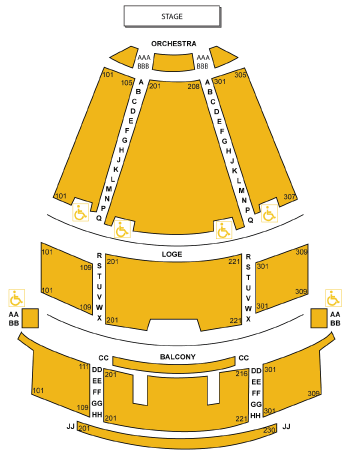 STAGE
ORCHESTRA
AAA AAA
BBB BBB
101 105 A 201 208 A 301 305
B B
C C
D D
E E
F F
G G
H H
J J
K K
L L
M M
N N
101 P P 307
Q Q
LOGE
101 109 R 201 221 R 301 309
S S
T T
U U
V V
101 109 W W 301 309
X 201 221 X
AA AA
BB BB
CC BALCONY CC
111 DD 201 216 DD 301
EE EE
FF FF
101 309
GG GG
109 HH 201 221 HH 301
JJ 201 230 JJ